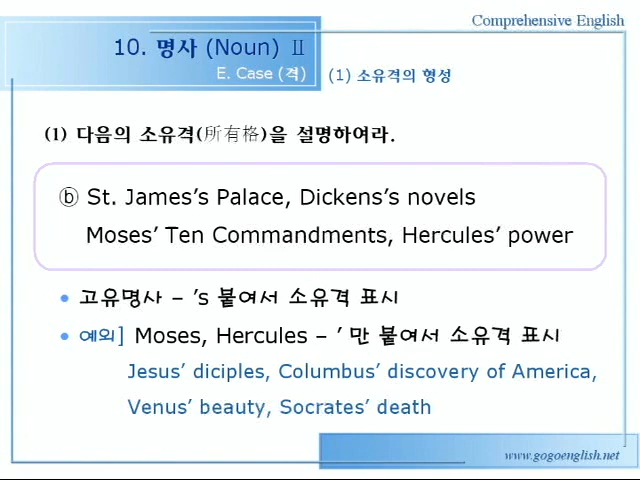 Comprehensive English
10. 명사 (Noun) Ⅱ
E. Case (격)
(1) 소유격의 형성
(1) 다음의 소유격(所有格)을 설명하여라.
ⓑ St. James’s Palace, Dickens’s novels
Moses’ Ten Commandments, Hercules’ power
• 고유명사 – ’s 붙여서 소유격 표시
• 예외] Moses, Hercules – ’ 만 붙여서 소유격 표시
Jesus’ diciples, Columbus’ discovery of America,
Venus’ beauty, Socrates’ death
www.gogoenglish.net